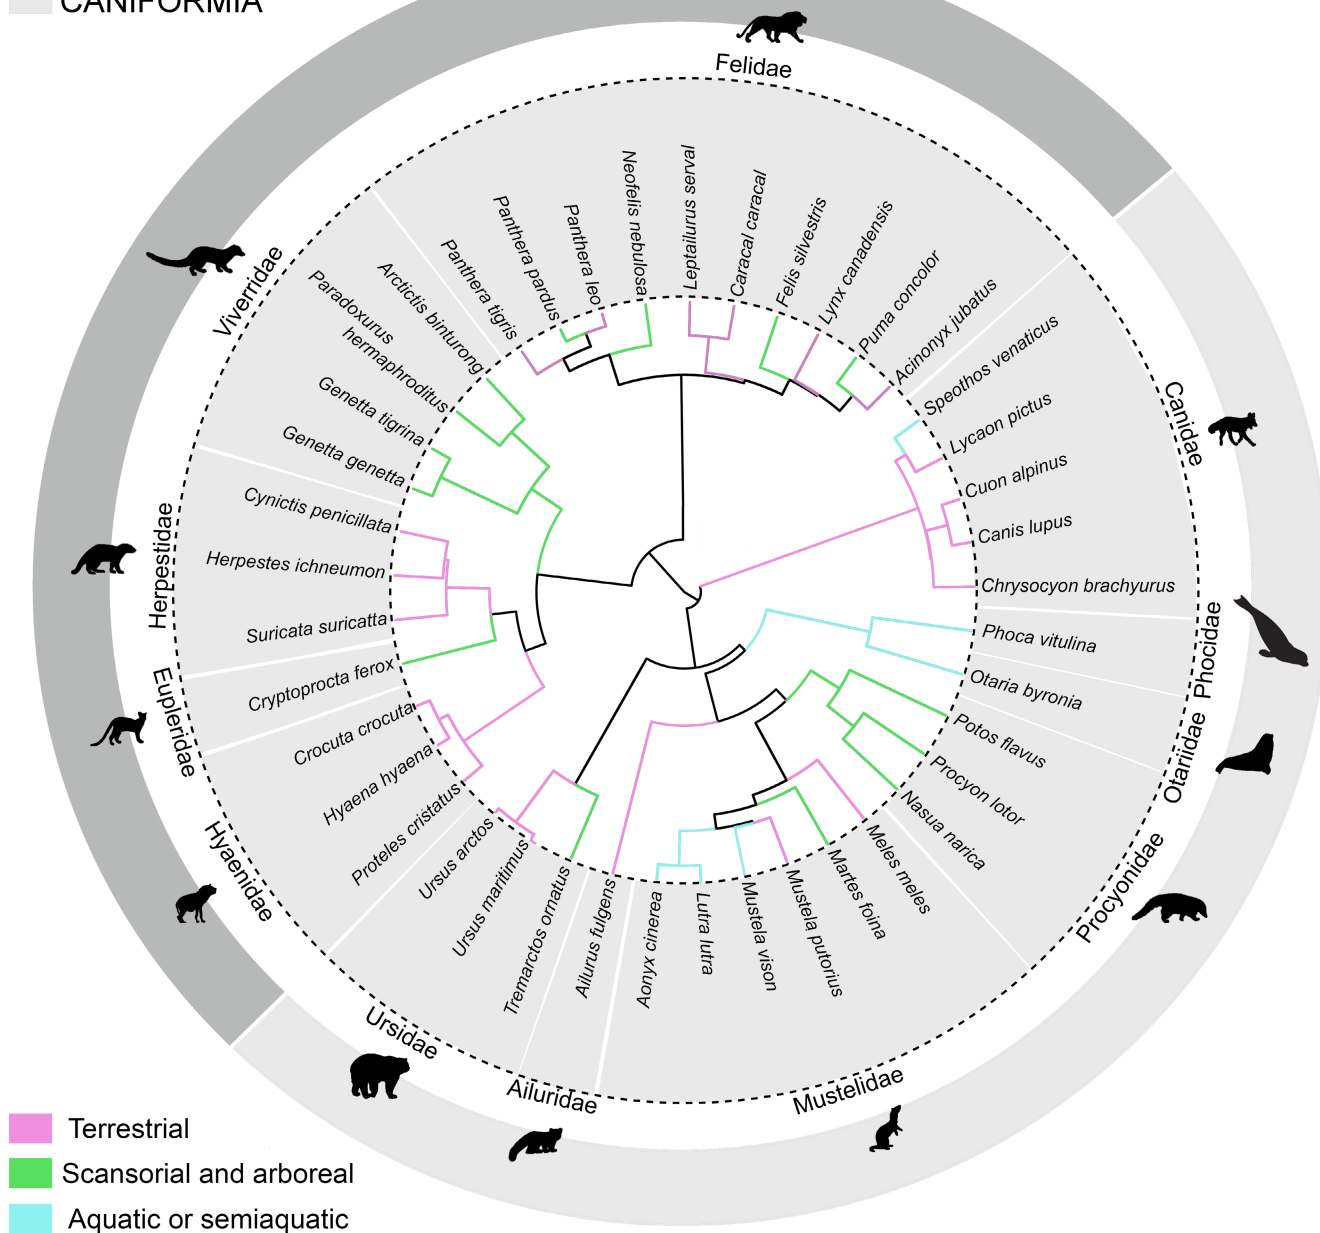 CANIFORMIA
Felidae
Canidae
Phocidae
Otariidae
Procyonidae
Mustelidae
Ailuridae
Ursidae
Hyaenidae
Eupleridae
Herpestidae
Viverridae
Panthera tigris
Panthera pardus
Panthera leo
Neofelis nebulosa
Leptailurus serval
Caracal caracal
Felis silvestris
Lynx canadensis
Puma concolor
Acinonyx jubatus
Speothos venaticus
Lycaon pictus
Cuon alpinus
Canis lupus
Chrysocyon brachyurus
Phoca vitulina
Otaria byronia
Potos flavus
Procyon lotor
Nasua narica
Meles meles
Martes foina
Mustela putorius
Mustela vison
Lutra lutra
Aonyx cinerea
Ailurus fulgens
Tremarctos ornatus
Ursus maritimus
Ursus arctos
Proteles cristatus
Hyaena hyaena
Crocuta crocuta
Cryptoprocta ferox
Suricata suricatta
Herpestes ichneumon
Cynictis penicillata
Genetta genetta
Genetta tigrina
Paradoxurus
hermaphroditus
Arctictis binturong
Terrestrial
Scansorial and arboreal
Aquatic or semiaquatic